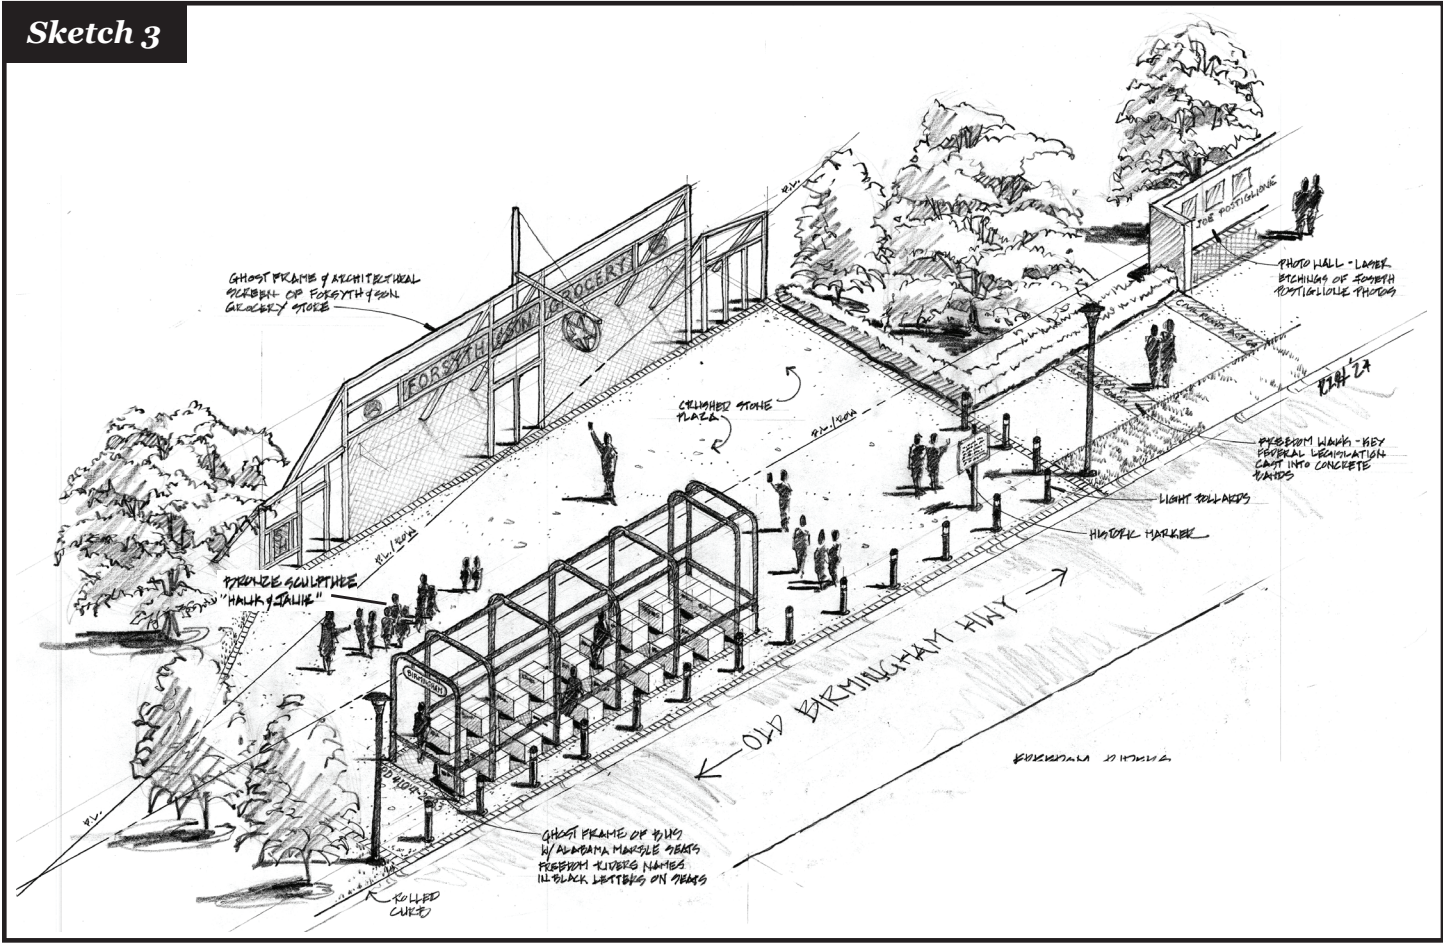 Sketch 3
GHOST FRAME & ARCHITECTURAL
SCREEN OF FORSYTH & SON
GROCERY STORE
FORSYTH & SON GROCERY
P.L.
JOE POSTIGLIONE
PHOTO WALL - LASER
ETCHINGS OF JOSEPH
POSTIGLIONE PHOTOS
CRUSHED STONE
PLAZA
P.L./ROW
FREEDOM WALK - KEY
FEDERAL LEGISLATION
CAST INTO CONCRETE
BANDS
LIGHT BOLLARDS
HISTORIC MARKER
P.L./ROW
BRONZE SCULPTURE
"HANK & JANIE"
BIRMINGHAM
OLD BIRMINGHAM HWY
P.L.
GHOST FRAME OF BUS
W/ ALABAMA MARBLE SEATS
FREEDOM RIDERS NAMES
IN BLACK LETTERS ON SEATS
ROLLED
CURB